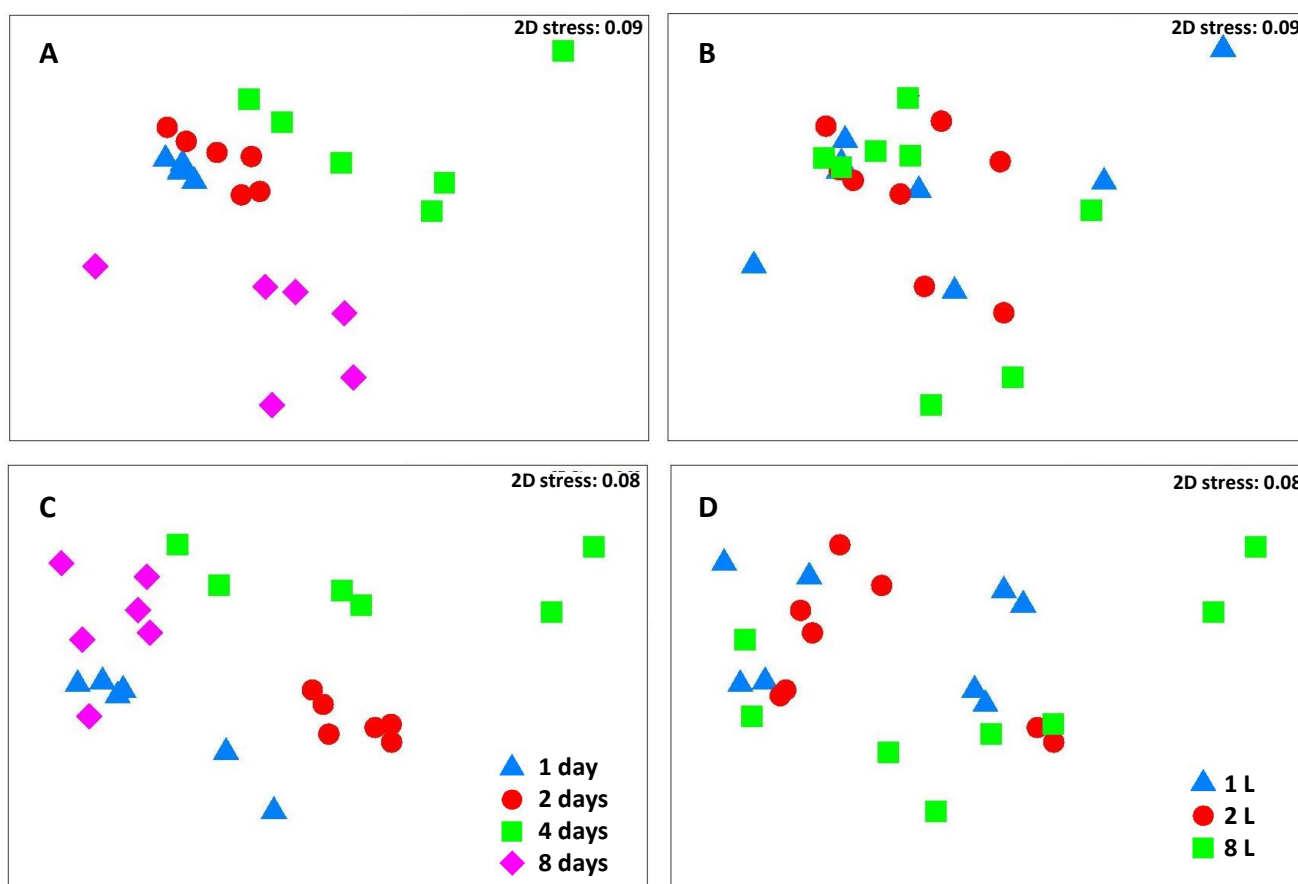 2D stress: 0.09
A
2D stress: 0.09
B
2D stress: 0.08
C
1 day
2 days
4 days
8 days
2D stress: 0.08
D
1 L
2 L
8 L